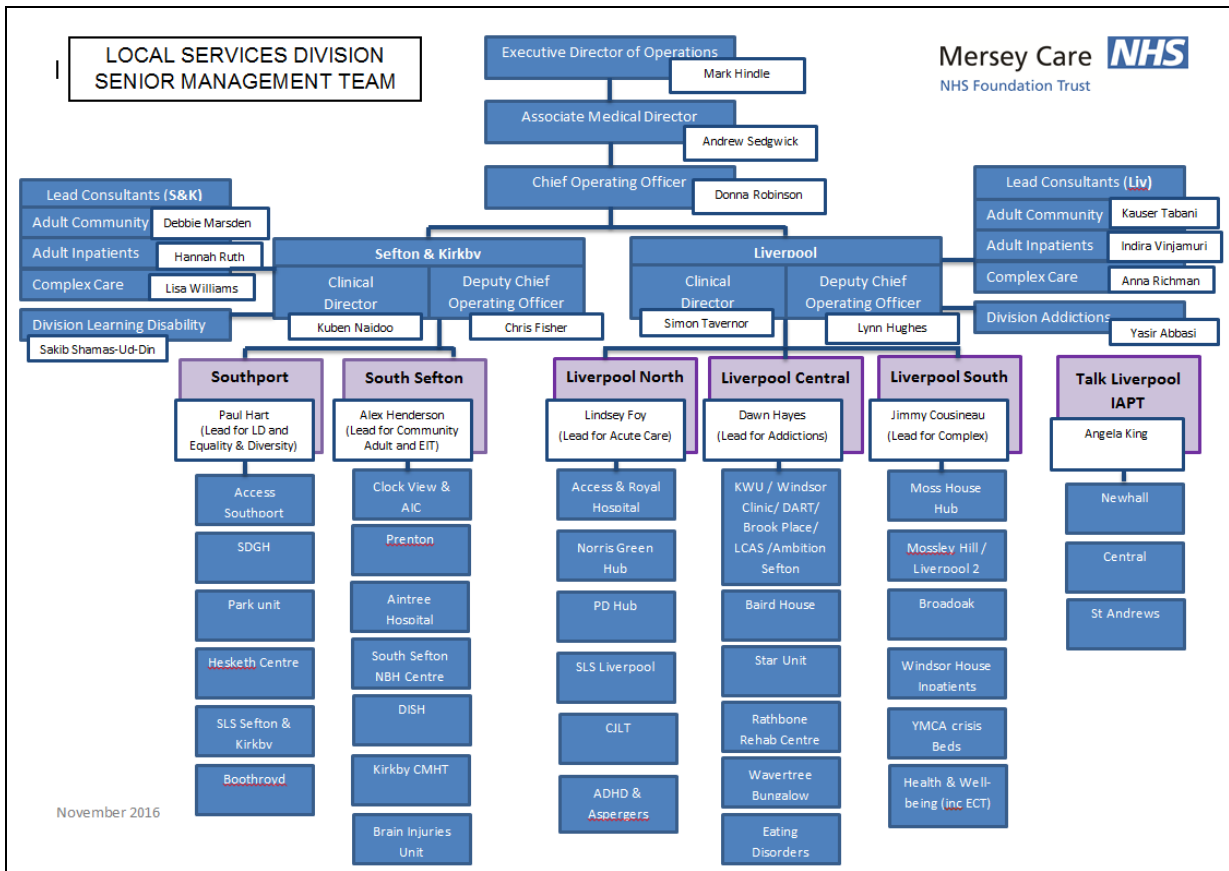 LOCAL SERVICES DIVISION
SENIOR MANAGEMENT TEAM
Executive Director of Operations
Mark Hindle
Mersey Care NHS
NHS Foundation Trust
Associate Medical Director
Andrew Sedgwick
Chief Operating Officer
Donna Robinson
Lead Consultants (S&K)
Adult Community
Debbie Marsden
Adult Inpatients
Hannah Ruth
Complex Care
Lisa Williams
Division Learning Disability
Sakib Shamas-Ud-Din
Sefton & Kirkby
Clinical
Director
Kuben Naidoo
Deputy Chief
Operating Officer
Chris Fisher
Liverpool
Clinical
Director
Simon Tavernor
Deputy Chief
Operating Officer
Lynn Hughes
Lead Consultants (Liv)
Adult Community
Kauser Tabani
Adult Inpatients
Indira Vinjamuri
Complex Care
Anna Richman
Division Addictions
Yasir Abbasi
Southport
Paul Hart
(Lead for LD and
Equality & Diversity)
Access
Southport
SDGH
Park unit
Hesketh Centre
SLS Sefton &
Kirkby
Boothroyd
South Sefton
Alex Henderson
(Lead for Community
Adult and EIT)
Clock View &
AIC
Prenton
Aintree
Hospital
South Sefton
NBH Centre
DISH
Kirkby CMHT
Brain Injuries
Unit
Liverpool North
Lindsey Foy
(Lead for Acute Care)
Access & Royal
Hospital
Norris Green
Hub
PD Hub
SLS Liverpool
CJLT
ADHD &
Aspergers
Liverpool Central
Dawn Hayes
(Lead for Addictions)
KWU / Windsor
Clinic/ DART/
Brook Place/
LCAS /Ambition
Sefton
Baird House
Star Unit
Rathbone
Rehab Centre
Wavertree
Bungalow
Eating
Disorders
Liverpool South
Jimmy Cousineau
(Lead for Complex)
Moss House
Hub
Mossley Hill /
Liverpool 2
Broadoak
Windsor House
Inpatients
YMCA crisis
Beds
Health & Well-
being (inc ECT)
Talk Liverpool
IAPT
Angela King
Newhall
Central
St Andrews
November 2016